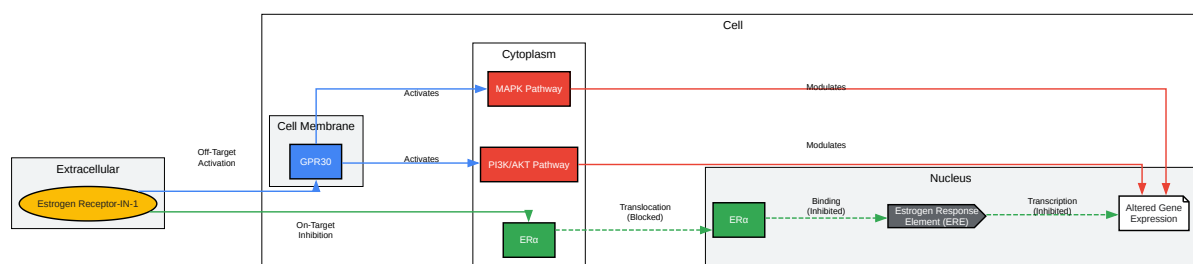 Cell
Cytoplasm
MAPK Pathway
Activates
Modulates
Cell Membrane
GPR30
Off-Target
Activation
Activates
PI3K/AKT Pathway
Modulates
Extracellular
Estrogen Receptor-IN-1
On-Target
Inhibition
ERα
Translocation
(Blocked)
Nucleus
ERα
Binding
(Inhibited)
Estrogen Response
Element (ERE)
Transcription
(Inhibited)
Altered Gene
Expression